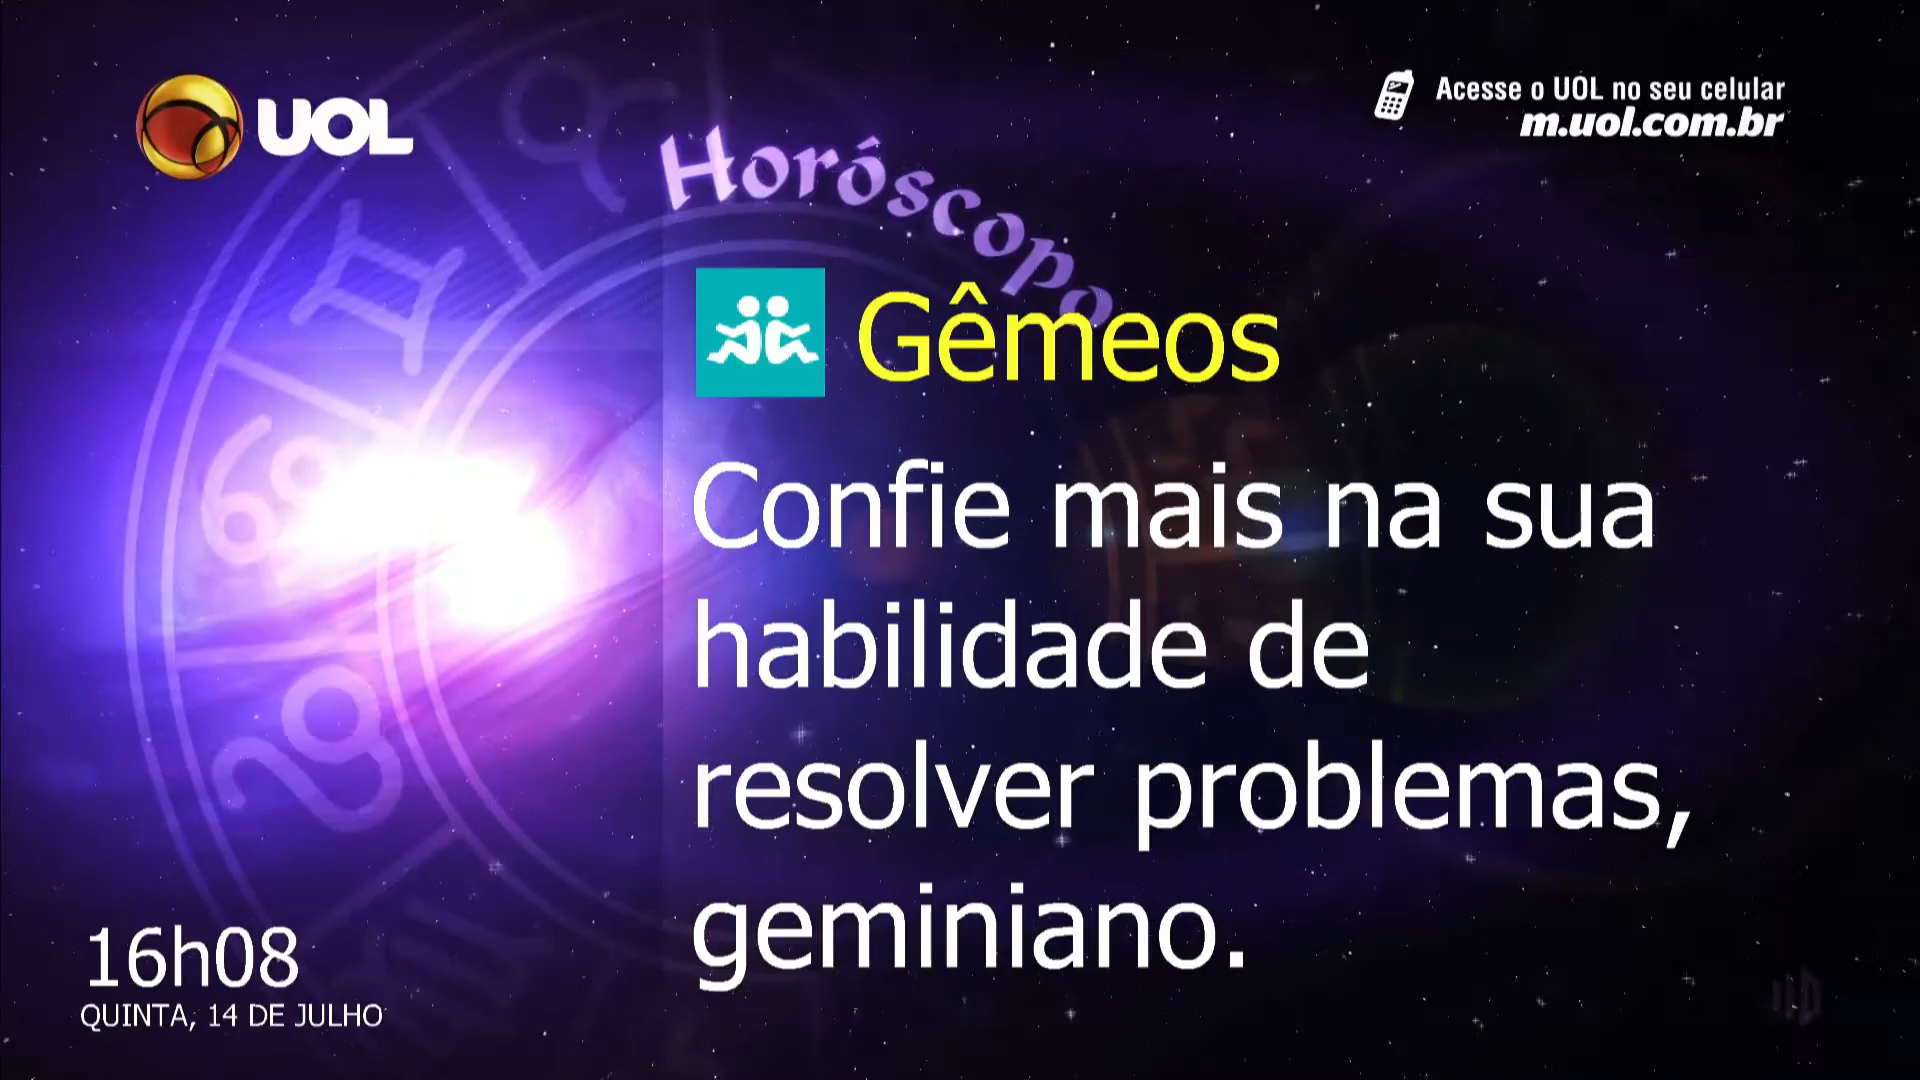 UOL
Acesse o UOL no seu celular
m.uol.com.br
Horóscopo
Gêmeos
Confie mais na sua
habilidade de
resolver problemas,
geminiano.
16h08
QUINTA, 14 DE JULHO